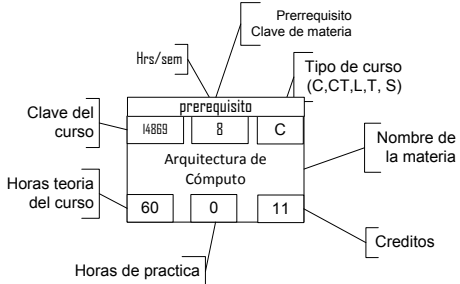 Prerrequisito
Clave de materia
Hrs/sem
Tipo de curso
(C,CT,L,T, S)
Clave del
curso
prerequisito
14869 8 C
Arquitectura de
Cómputo
Nombre de
la materia
Horas teoria
del curso
60 0 11
Creditos
Horas de practica